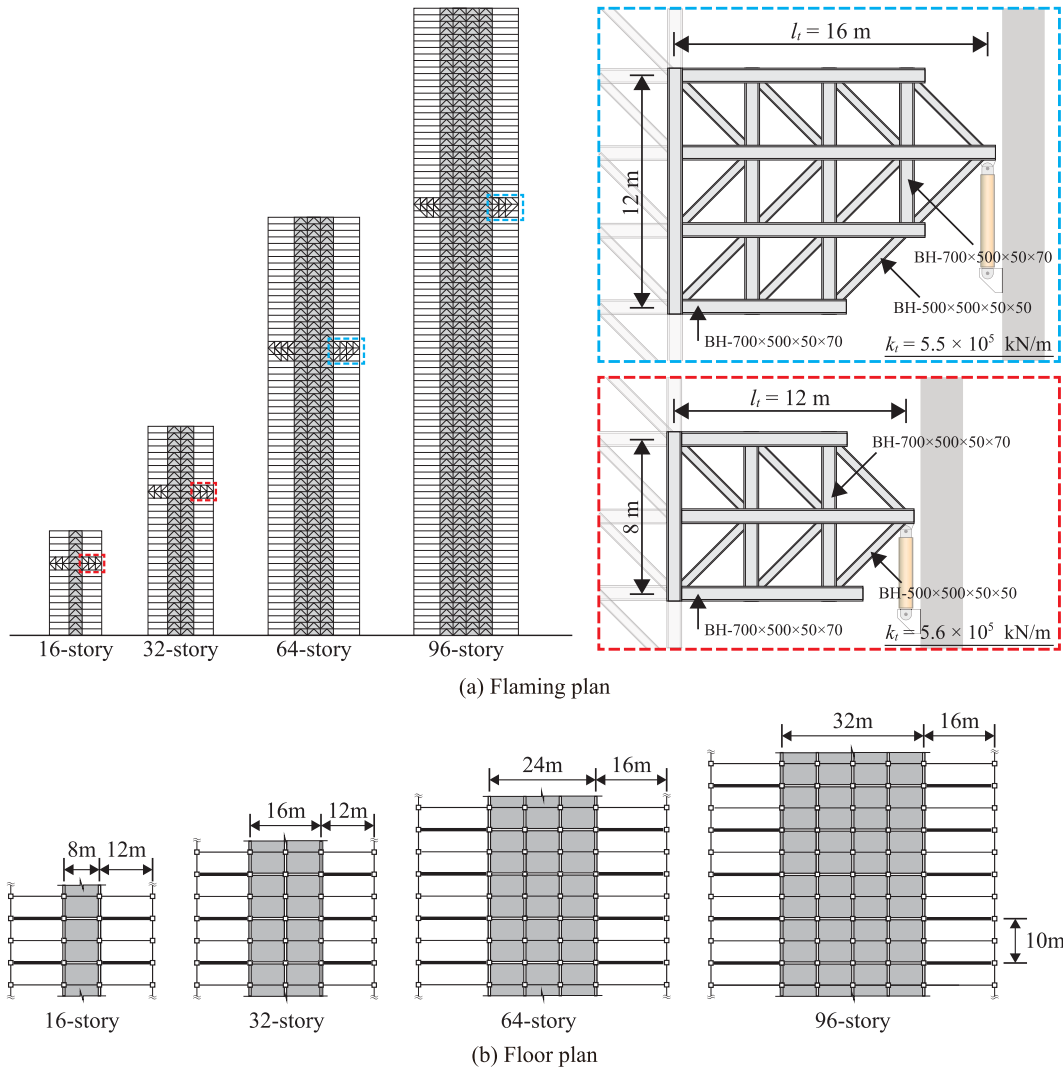 l_t = 16 m
12 m
BH-700×500×50×70
BH-500×500×50×50
BH-700×500×50×70
k_t = 5.5 × 10^5 kN/m
l_t = 12 m
BH-700×500×50×70
8 m
BH-500×500×50×50
BH-700×500×50×70
k_t = 5.6 × 10^5 kN/m
16-story
32-story
64-story
96-story
(a) Flaming plan
8m
12m
16m
12m
24m
16m
32m
16m
10m
16-story
32-story
64-story
96-story
(b) Floor plan